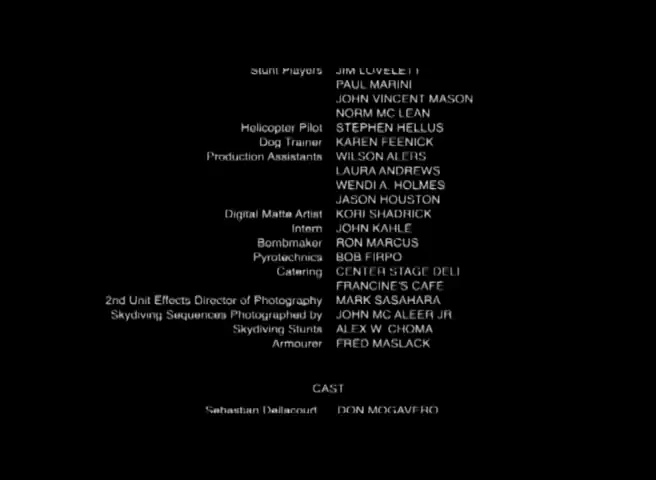 Stunt Players JIM LOVELETT
PAUL MARINI
JOHN VINCENT MASON
NORM MC LEAN
Helicopter Pilot STEPHEN HELLUS
Dog Trainer KAREN FEENICK
Production Assistants WILSON ALERS
LAURA ANDREWS
WENDI A. HOLMES
JASON HOUSTON
Digital Matte Artist KORI SHADRICK
Intern JOHN KAHLE
Bombmaker RON MARCUS
Pyrotechnics BOB FIRPO
Catering CENTER STAGE DELI
FRANCINE'S CAFE
2nd Unit Effects Director of Photography MARK SASAHARA
Skydiving Sequences Photographed by JOHN MC ALEER JR.
Skydiving Stunts ALEX W. CHOMA
Armourer FRED MASLACK
CAST
Sebastian Dellacourt DON MOGAVERO